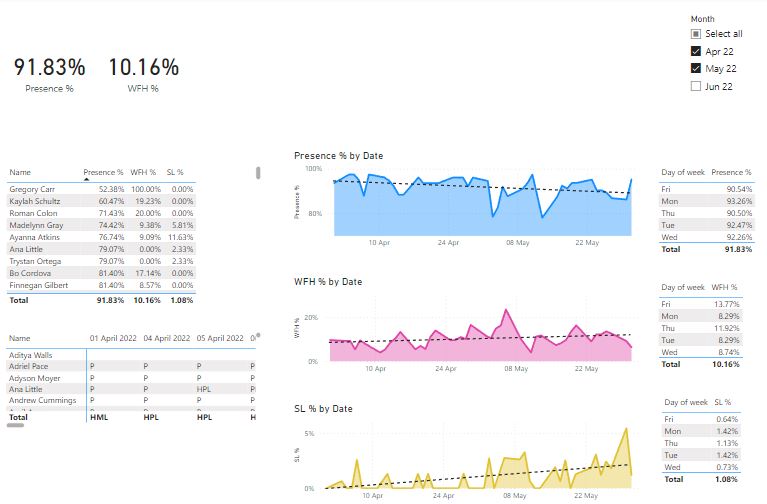 Month
Select all
Apr 22
May 22
Jun 22
91.83% 10.16%
Presence % WFH %
Presence % by Date
100%
80%
Presence %
10 Apr 24 Apr 08 May 22 May
Name Presence % WFH % SL %
Gregory Carr 52.38% 100.00% 0.00%
Kaylah Schultz 60.47% 19.23% 0.00%
Roman Colon 71.43% 20.00% 0.00%
Madelynn Gray 74.42% 9.38% 5.81%
Ayanna Atkins 76.74% 9.09% 11.63%
Ana Little 79.07% 0.00% 2.33%
Trystan Ortega 79.07% 0.00% 2.33%
Bo Cordova 81.40% 17.14% 0.00%
Finnegan Gilbert 81.40% 8.57% 0.00%
Total 91.83% 10.16% 1.08%
Day of week Presence %
Fri 90.54%
Mon 93.26%
Thu 90.50%
Tue 92.47%
Wed 92.26%
Total 91.83%
WFH % by Date
20%
0%
WFH %
10 Apr 24 Apr 08 May 22 May
Day of week WFH %
Fri 13.77%
Mon 8.29%
Thu 11.92%
Tue 8.29%
Wed 8.74%
Total 10.16%
Name 01 April 2022 04 April 2022 05 April 2022
Aditya Walls
Adriel Pace P P P P
Adyson Moyer P P P P
Ana Little P P HPL P
Andrew Cummings P P P P
Total HML HPL HPL HPL
SL % by Date
5%
0%
SL %
10 Apr 24 Apr 08 May 22 May
Day of week SL %
Fri 0.64%
Mon 1.42%
Thu 1.13%
Tue 1.42%
Wed 0.73%
Total 1.08%